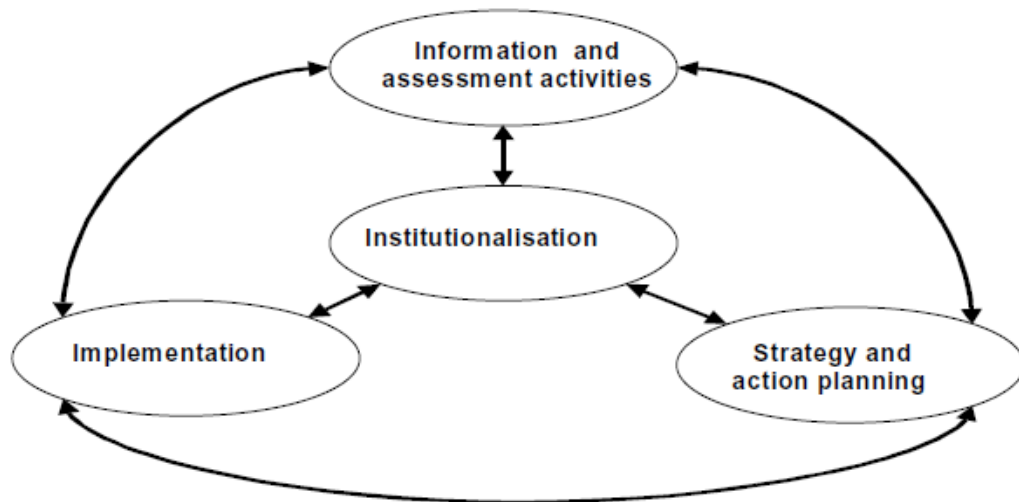 Information and
assessment activities
Institutionalisation
Implementation
Strategy and
action planning